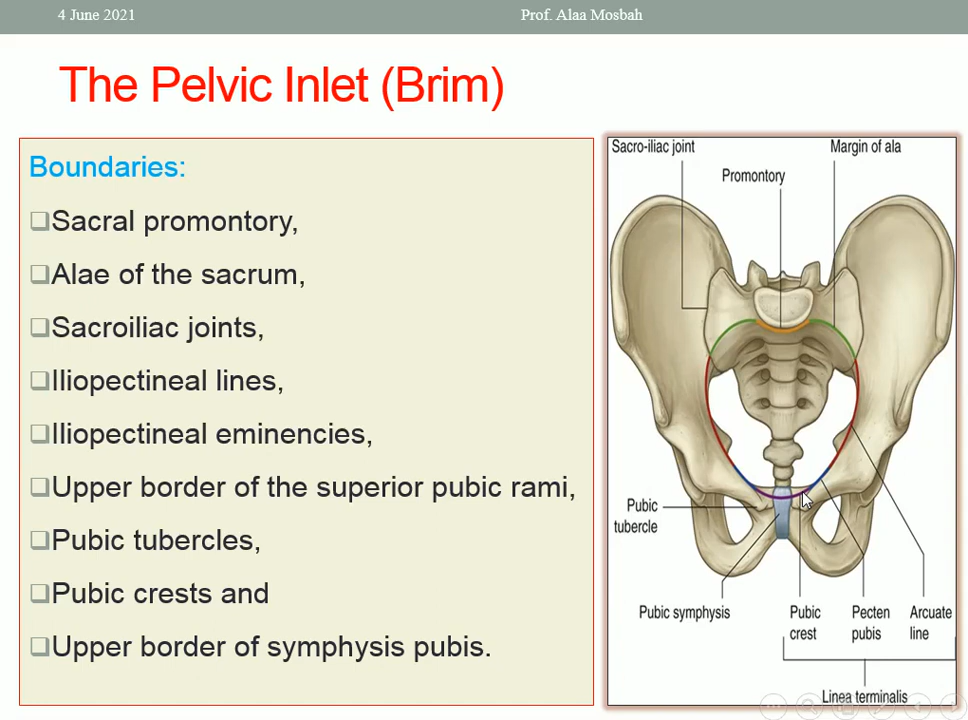 4 June 2021
Prof. Alaa Mosbah
The Pelvic Inlet (Brim)
Boundaries:
Sacral promontory,
Alae of the sacrum,
Sacroiliac joints,
Iliopectineal lines,
Iliopectineal eminencies,
Upper border of the superior pubic rami,
Pubic tubercles,
Pubic crests and
Upper border of symphysis pubis.
Sacro-iliac joint
Margin of ala
Promontory
Pubic
tubercle
Pubic symphysis
Pubic
crest
Pecten
pubis
Arcuate
line
Linea terminalis